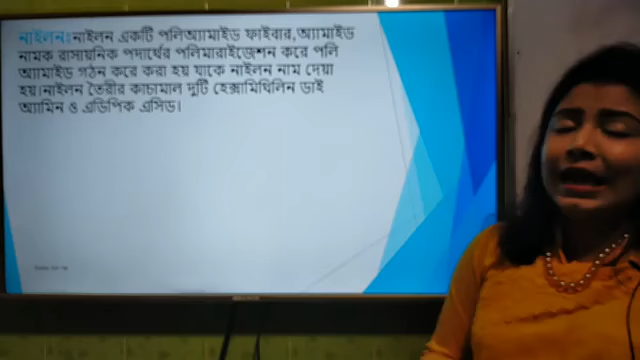 নাইলনঃনাইলন একটি পলিঅ্যামাইড ফাইবার,অ্যামাইড
নামক রাসায়নিক পদার্থের পলিমারাইজেশন করে পলি
অ্যামাইড গঠন করে করা হয় যাকে নাইলন নাম দেয়া
হয়।নাইলন তৈরীর কাচামাল দুটি হেক্সামিথিলিন ডাই
অ্যামিন ও এডিপিক এসিড।